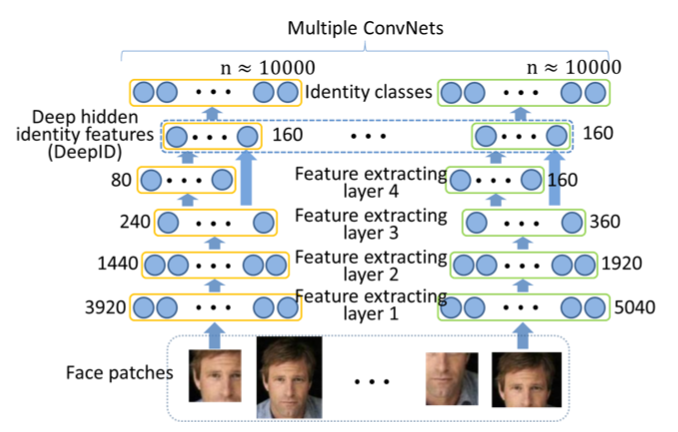 Multiple ConvNets
n ≈ 10000
n ≈ 10000
Identity classes
Deep hidden
identity features
(DeepID)
160
• • •
160
80
Feature extracting
layer 4
160
240
Feature extracting
layer 3
360
1440
Feature extracting
layer 2
1920
3920
Feature extracting
layer 1
5040
Face patches